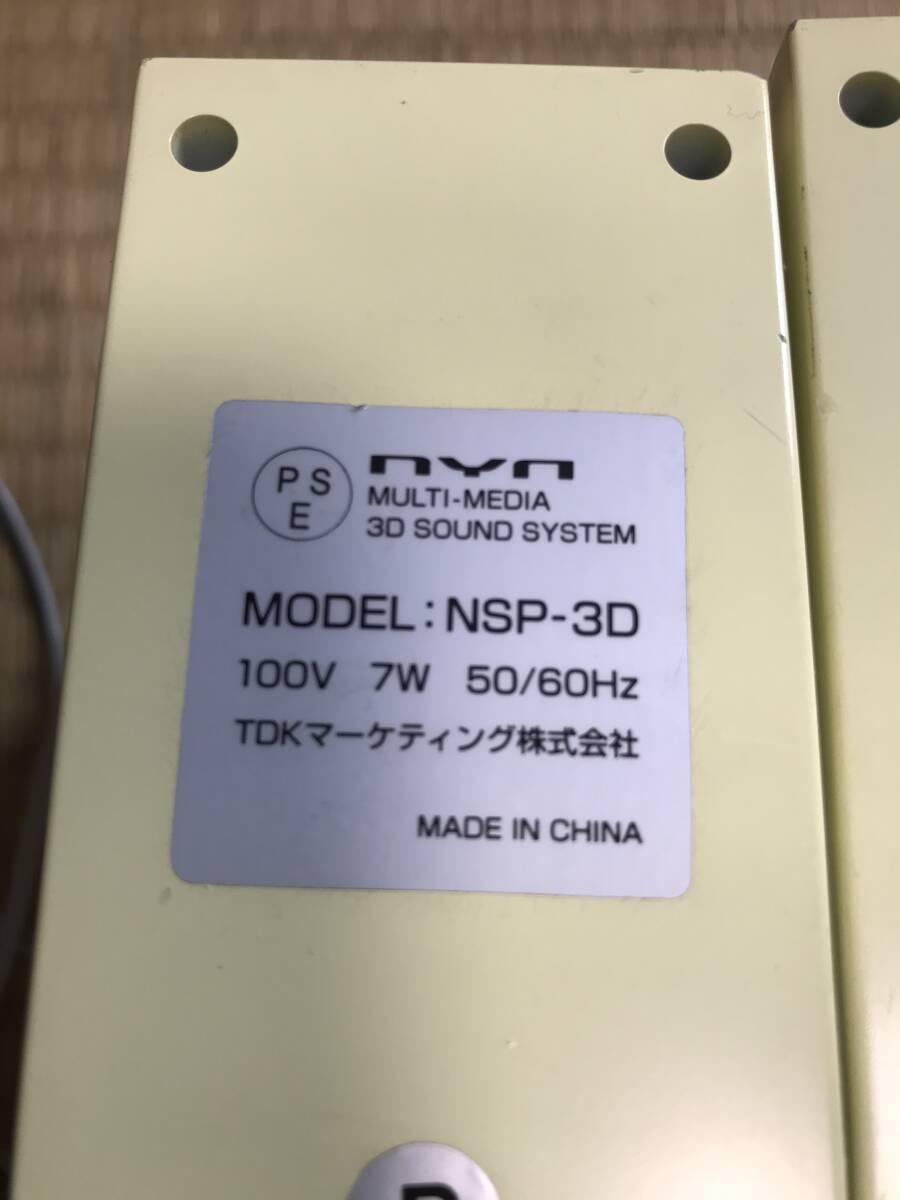 PS
E
nyn
MULTI-MEDIA
3D SOUND SYSTEM
MODEL : NSP-3D
100V 7W 50/60Hz
TDKマーケティング株式会社
MADE IN CHINA